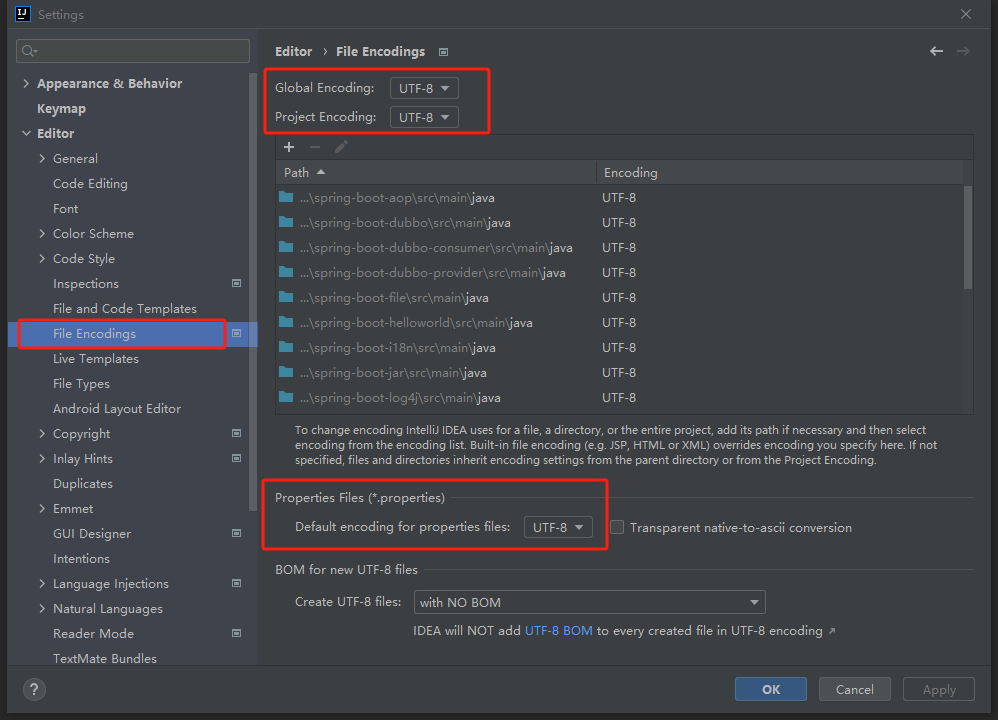 IJ
Settings
Appearance & Behavior
Keymap
Editor
General
Code Editing
Font
Color Scheme
Code Style
Inspections
File and Code Templates
File Encodings
Live Templates
File Types
Android Layout Editor
Copyright
Inlay Hints
Duplicates
Emmet
GUI Designer
Intentions
Language Injections
Natural Languages
Reader Mode
TextMate Bundles
Editor › File Encodings
Global Encoding: UTF-8
Project Encoding: UTF-8
Path Encoding
...\spring-boot-aop\src\main\java UTF-8
...\spring-boot-dubbo\src\main\java UTF-8
...\spring-boot-dubbo-consumer\src\main\java UTF-8
...\spring-boot-dubbo-provider\src\main\java UTF-8
...\spring-boot-file\src\main\java UTF-8
...\spring-boot-helloworld\src\main\java UTF-8
...\spring-boot-i18n\src\main\java UTF-8
...\spring-boot-jar\src\main\java UTF-8
...\spring-boot-log4j\src\main\java UTF-8
To change encoding IntelliJ IDEA uses for a file, a directory, or the entire project, add its path if necessary and then select
encoding from the encoding list. Built-in file encoding (e.g. JSP, HTML or XML) overrides encoding you specify here. If not
specified, files and directories inherit encoding settings from the parent directory or from the Project Encoding.
Properties Files (*.properties)
Default encoding for properties files: UTF-8 Transparent native-to-ascii conversion
BOM for new UTF-8 files
Create UTF-8 files: with NO BOM
IDEA will NOT add UTF-8 BOM to every created file in UTF-8 encoding ↗
? OK Cancel Apply